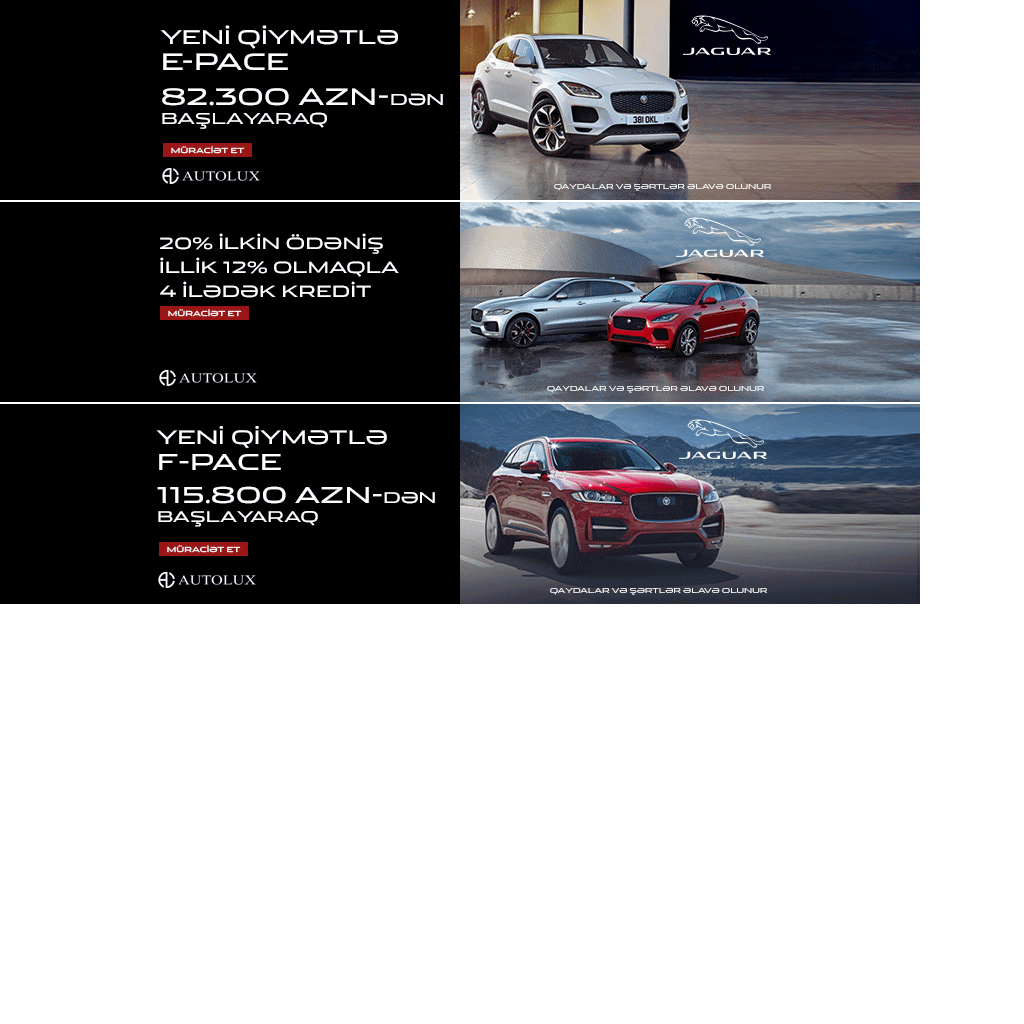 YENİ QİYMƏTLƏ
E-PACE
82.300 AZN-DƏN
BAŞLAYARAQ
MÜRACİƏT ET
AUTOLUX
JAGUAR
381 OKL
QAYDALAR VƏ ŞƏRTLƏR ƏLAVƏ OLUNUR
20% İLKİN ÖDƏNİŞ
İLLİK 12% OLMAQLA
4 İLƏDƏK KREDİT
MÜRACİƏT ET
AUTOLUX
JAGUAR
QAYDALAR VƏ ŞƏRTLƏR ƏLAVƏ OLUNUR
YENİ QİYMƏTLƏ
F-PACE
115.800 AZN-DƏN
BAŞLAYARAQ
MÜRACİƏT ET
AUTOLUX
JAGUAR
QAYDALAR VƏ ŞƏRTLƏR ƏLAVƏ OLUNUR